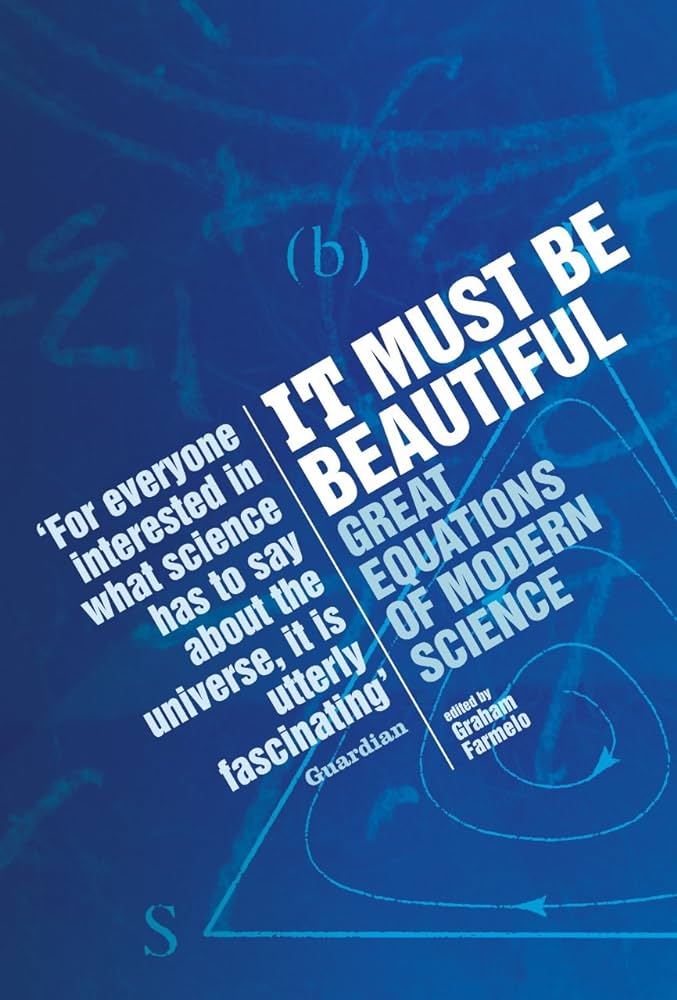 (b)
IT MUST BE
BEAUTIFUL
GREAT
EQUATIONS
OF MODERN
SCIENCE
edited by
Graham
Farmelo
‘For everyone
interested in
what science
has to say
about the
universe, it is
utterly
fascinating’
Guardian
S